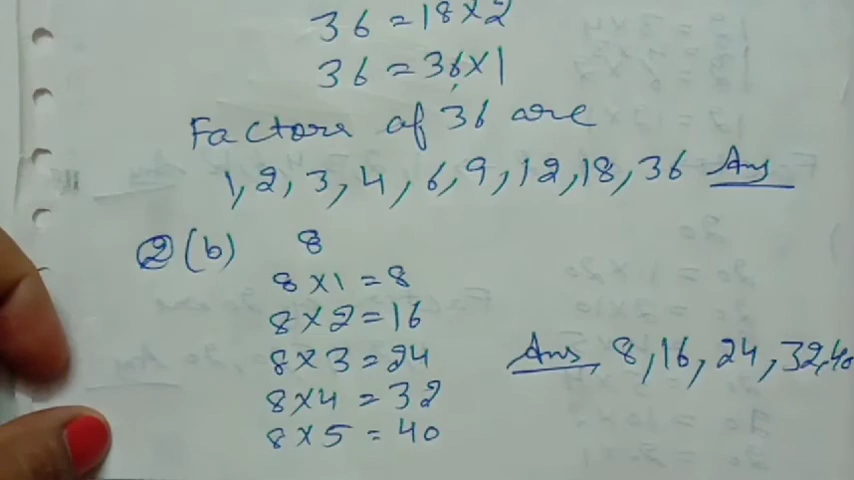 36 = 18×2
36 = 36×1
Factors of 36 are
1, 2, 3, 4, 6, 9, 12, 18, 36 Ans
2 (b) 8
8×1=8
8×2=16
8×3=24
8×4=32
8×5=40
Ans, 8, 16, 24, 32, 40